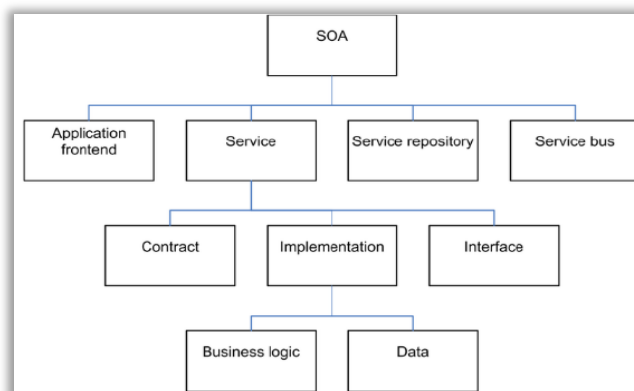 SOA
Application
frontend
Service
Service repository
Service bus
Contract
Implementation
Interface
Business logic
Data